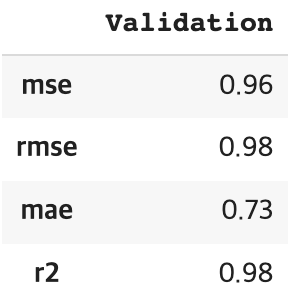 Validation
mse 0.96
rmse 0.98
mae 0.73
r2 0.98